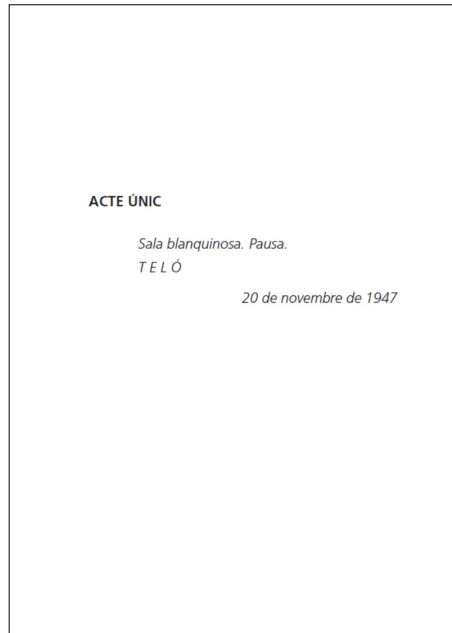 ACTE ÚNIC
Sala blanquinosa. Pausa.
T E L Ó
20 de novembre de 1947